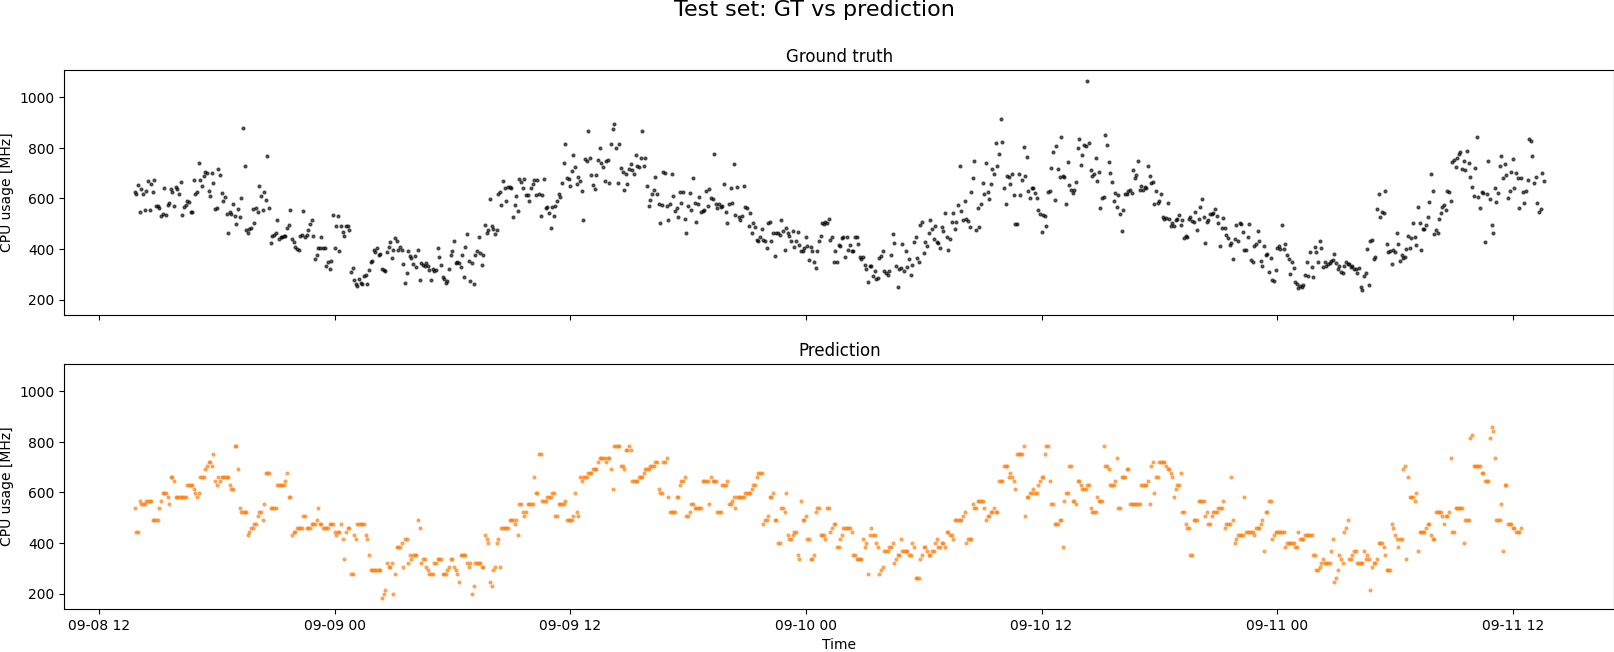 Test set: GT vs prediction
Ground truth
CPU usage [MHz]
1000
800
600
400
200
Prediction
CPU usage [MHz]
1000
800
600
400
200
09-08 12 09-09 00 09-09 12 09-10 00 09-10 12 09-11 00 09-11 12
Time